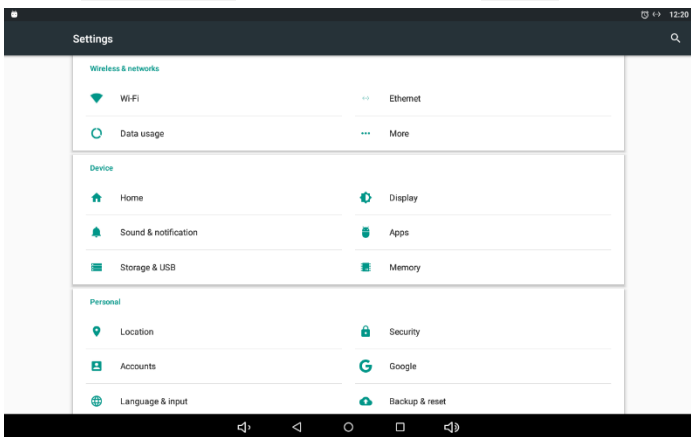 12:20
Settings
Wireless & networks
Wi-Fi
Ethernet
Data usage
More
Device
Home
Display
Sound & notification
Apps
Storage & USB
Memory
Personal
Location
Security
Accounts
Google
Language & input
Backup & reset